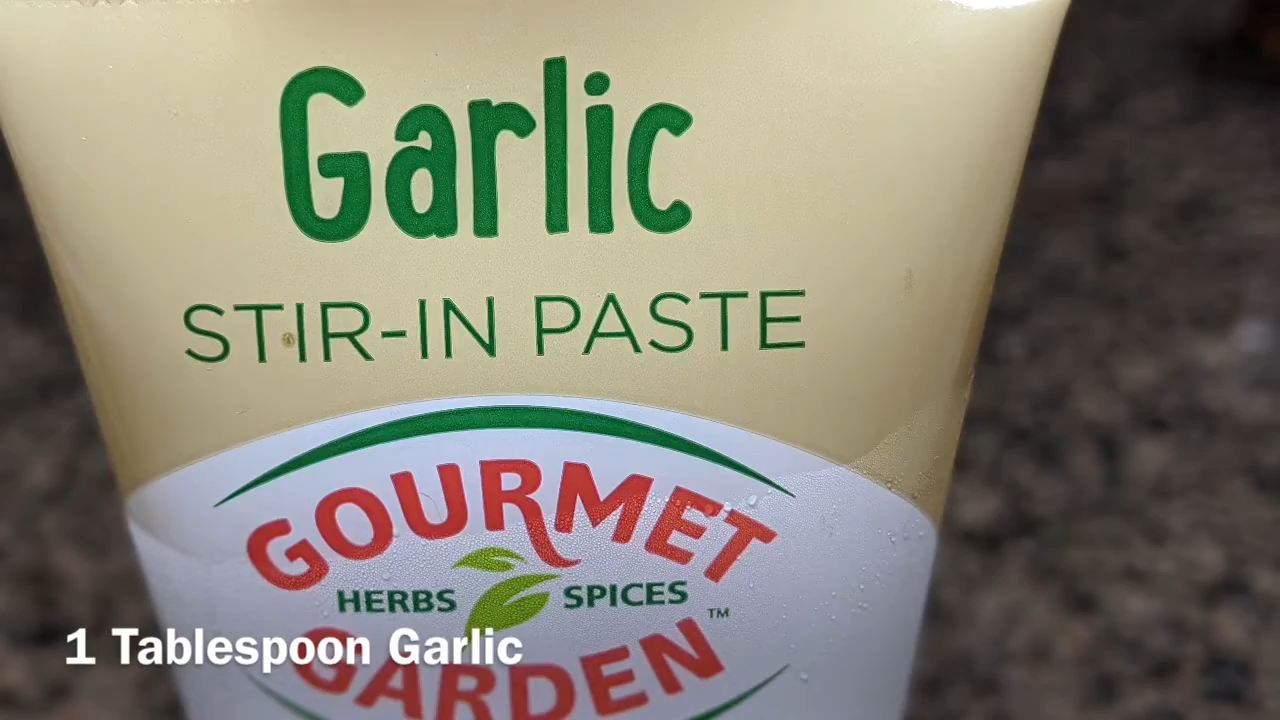 Garlic
STIR-IN PASTE
GOURMET
HERBS SPICES
GARDEN™
1 Tablespoon Garlic